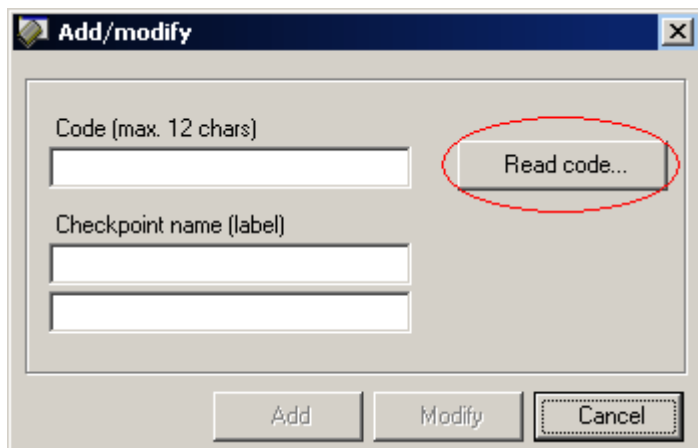 Add/modify
Code (max. 12 chars)
Read code...
Checkpoint name (label)
Add
Modify
Cancel